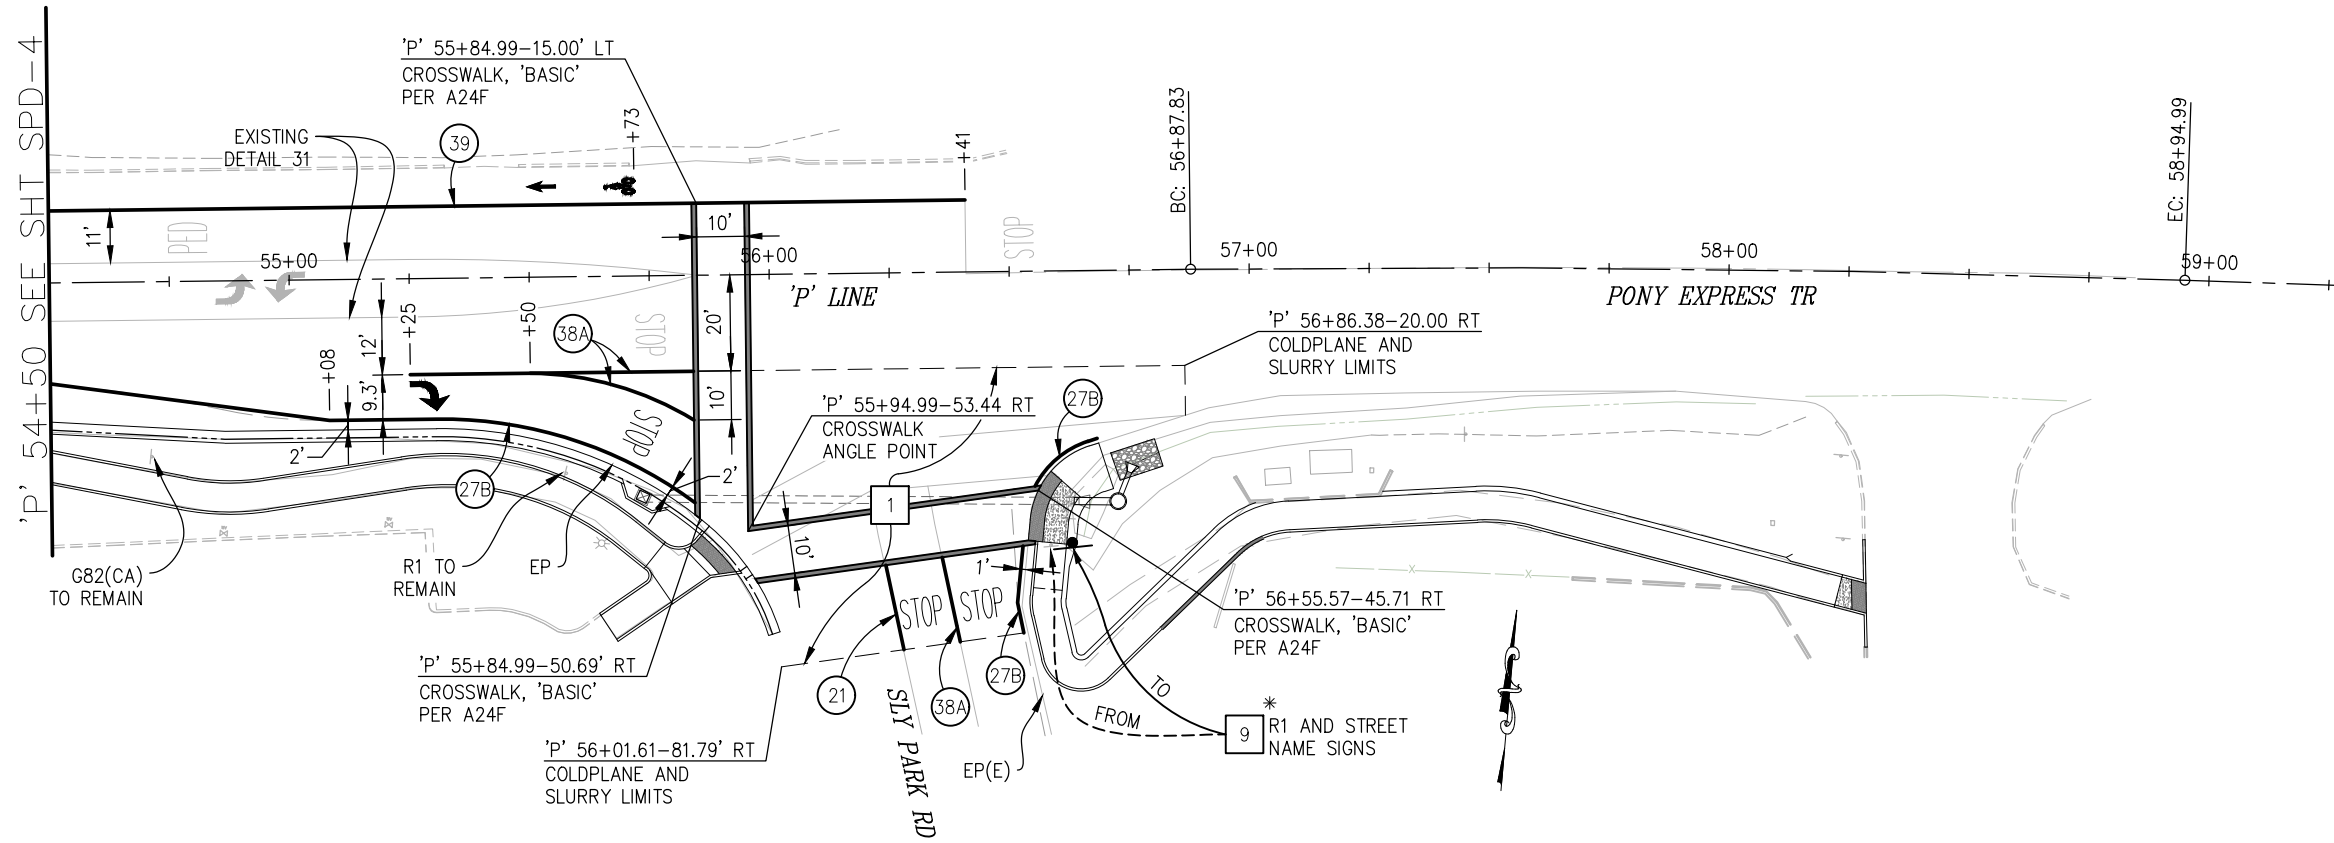 'P' 54+50 SEE SHT SPD-4
'P' 55+84.99-15.00' LT
CROSSWALK, 'BASIC'
PER A24F
EXISTING
DETAIL 31
39
+73
+41
BC: 56+87.83
EC: 58+94.99
11'
PED
10'
STOP
55+00
56+00
57+00
58+00
59+00
'P' LINE
PONY EXPRESS TR
+08
+25
+50
12'
9.3'
38A
STOP
20'
10'
'P' 56+86.38-20.00 RT
COLDPLANE AND
SLURRY LIMITS
'P' 55+94.99-53.44 RT
CROSSWALK
ANGLE POINT
27B
STOP
2'
27B
2'
1
10'
G82(CA)
TO REMAIN
R1 TO
REMAIN
EP
1'
STOP
STOP
'P' 56+55.57-45.71 RT
CROSSWALK, 'BASIC'
PER A24F
'P' 55+84.99-50.69' RT
CROSSWALK, 'BASIC'
PER A24F
21
38A
27B
SLY PARK RD
TO
FROM
*
9
R1 AND STREET
NAME SIGNS
'P' 56+01.61-81.79' RT
COLDPLANE AND
SLURRY LIMITS
EP(E)